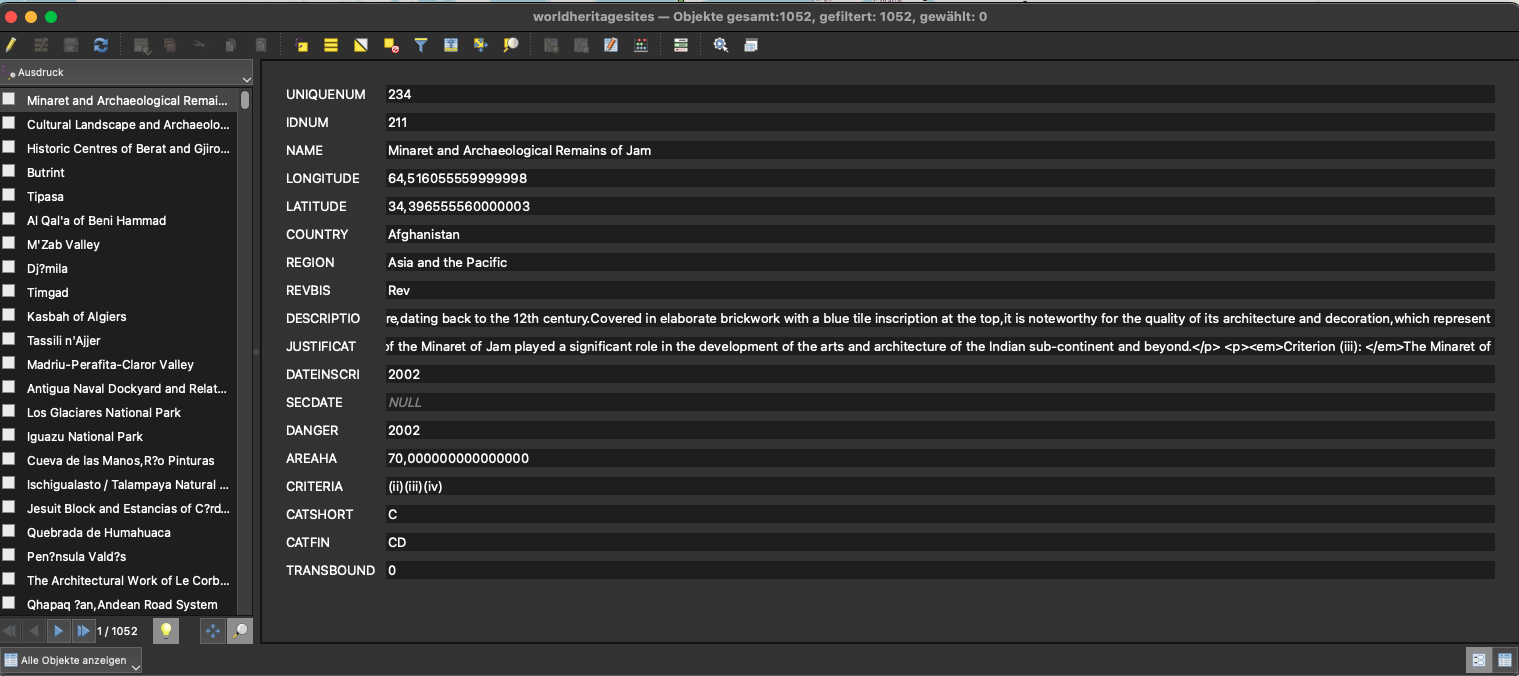 worldheritagesites — Objekte gesamt:1052, gefiltert: 1052, gewählt: 0
Ausdruck
Minaret and Archaeological Remai...
Cultural Landscape and Archaeolo...
Historic Centres of Berat and Gjiro...
Butrint
Tipasa
Al Qal'a of Beni Hammad
M'Zab Valley
Dj?mila
Timgad
Kasbah of Algiers
Tassili n'Ajjer
Madriu-Perafita-Claror Valley
Antigua Naval Dockyard and Relat...
Los Glaciares National Park
Iguazu National Park
Cueva de las Manos,R?o Pinturas
Ischigualasto / Talampaya Natural ...
Jesuit Block and Estancias of C?rd...
Quebrada de Humahuaca
Pen?nsula Vald?s
The Architectural Work of Le Corb...
Qhapaq ?an,Andean Road System
1 / 1052
Alle Objekte anzeigen
UNIQUENUM 234
IDNUM 211
NAME Minaret and Archaeological Remains of Jam
LONGITUDE 64,516055559999998
LATITUDE 34,396555560000003
COUNTRY Afghanistan
REGION Asia and the Pacific
REVBIS Rev
DESCRIPTIO re,dating back to the 12th century.Covered in elaborate brickwork with a blue tile inscription at the top,it is noteworthy for the quality of its architecture and decoration,which represent
JUSTIFICAT of the Minaret of Jam played a significant role in the development of the arts and architecture of the Indian sub-continent and beyond.</p> <p><em>Criterion (iii): </em>The Minaret of
DATEINSCRI 2002
SECDATE NULL
DANGER 2002
AREAHA 70,000000000000000
CRITERIA (ii)(iii)(iv)
CATSHORT C
CATFIN CD
TRANSBOUND 0